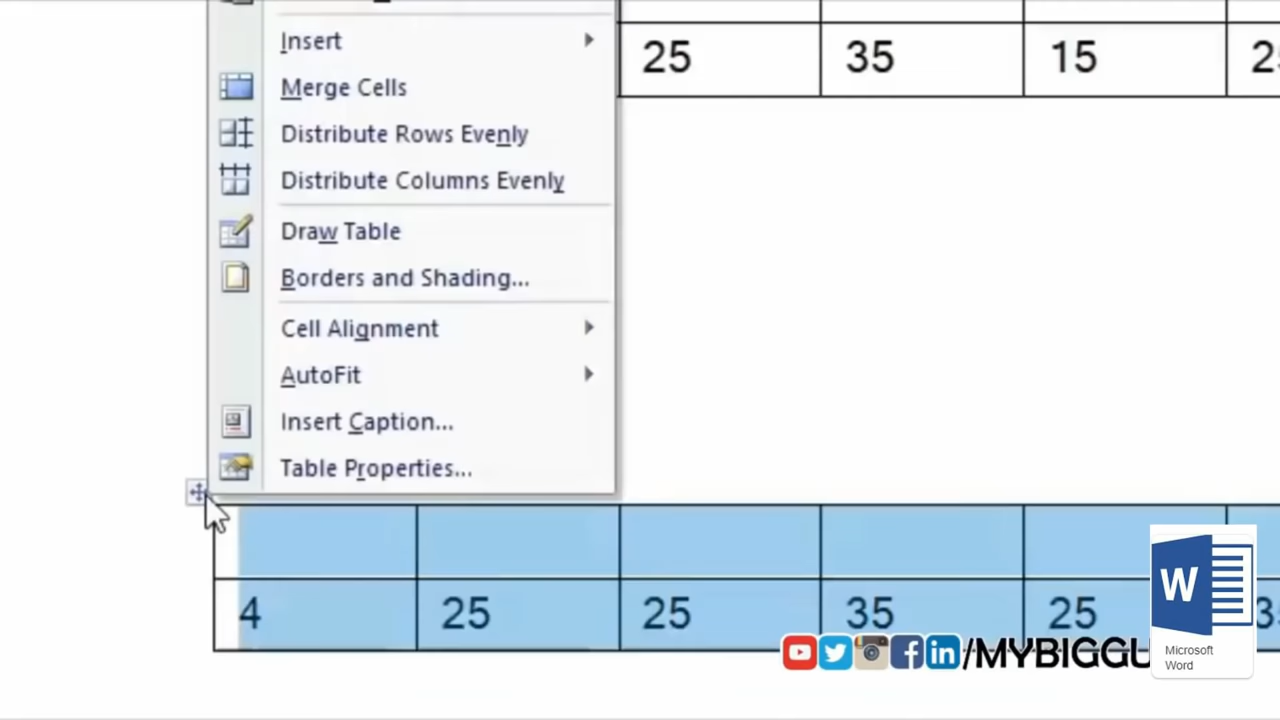 Insert
25 35 15
Merge Cells
Distribute Rows Evenly
Distribute Columns Evenly
Draw Table
Borders and Shading...
Cell Alignment
AutoFit
Insert Caption...
Table Properties...
4 25 25 35 25
/MYBIGGU
W
Microsoft
Word